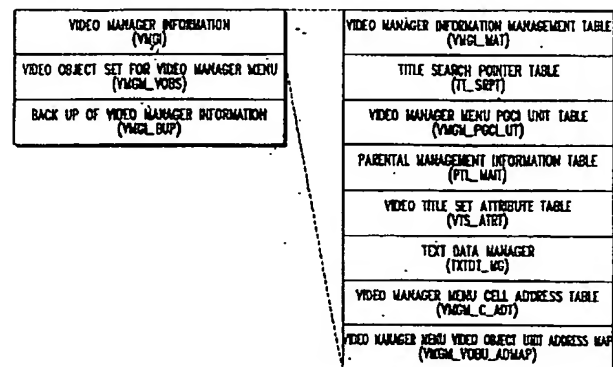 VIDEO MANAGER INFORMATION
(VMGI)
VIDEO OBJECT SET FOR VIDEO MANAGER MENU
(VMGM_VOBS)
BACK UP OF VIDEO MANAGER INFORMATION
(VMGI_BUP)
VIDEO MANAGER INFORMATION MANAGEMENT TABLE
(VMGI_MAT)
TITLE SEARCH POINTER TABLE
(TT_SRPT)
VIDEO MANAGER MENU PGCI UNIT TABLE
(VMGM_PGCI_UT)
PARENTAL MANAGEMENT INFORMATION TABLE
(PTL_MAIT)
VIDEO TITLE SET ATTRIBUTE TABLE
(VTS_ATRT)
TEXT DATA MANAGER
(TXTDT_MG)
VIDEO MANAGER MENU CELL ADDRESS TABLE
(VMGM_C_ADT)
VIDEO MANAGER MENU VIDEO OBJECT UNIT ADDRESS MAP
(VMGM_VOBU_ADMAP)